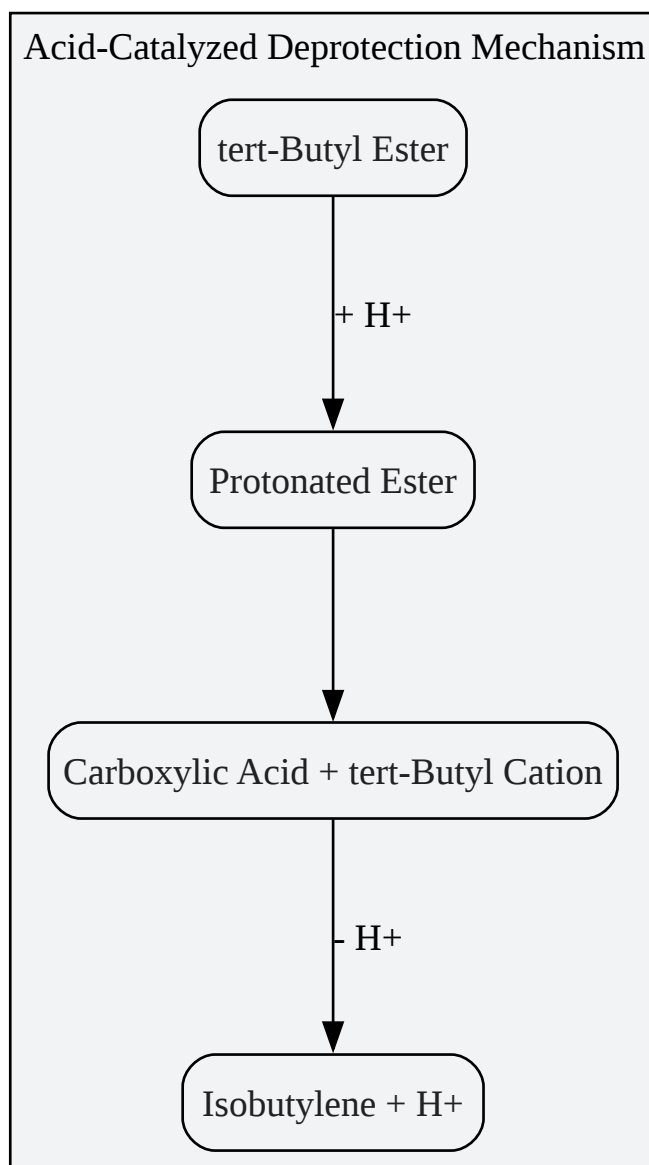 Acid-Catalyzed Deprotection Mechanism
tert-Butyl Ester
+ H+
Protonated Ester
Carboxylic Acid + tert-Butyl Cation
- H+
Isobutylene + H+